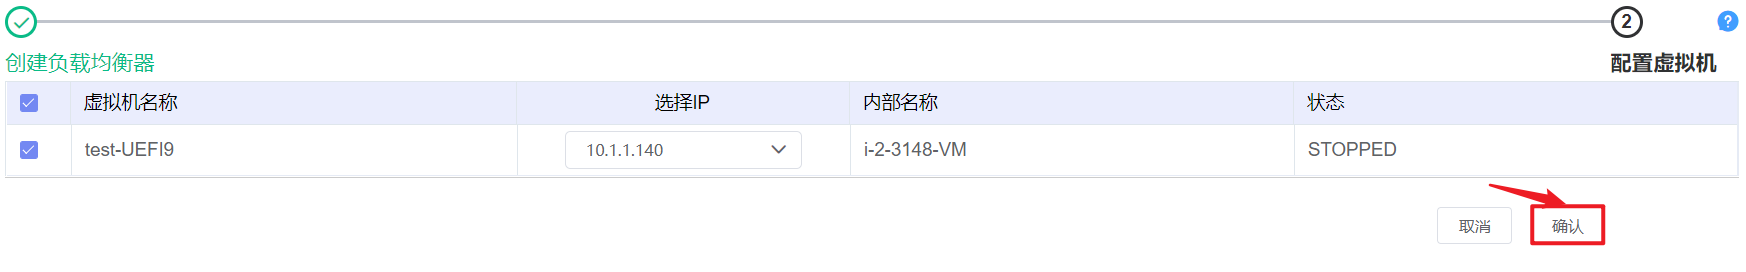 2
?
创建负载均衡器
配置虚拟机
虚拟机名称 选择IP 内部名称 状态
test-UEFI9 10.1.1.140 i-2-3148-VM STOPPED
取消 确认